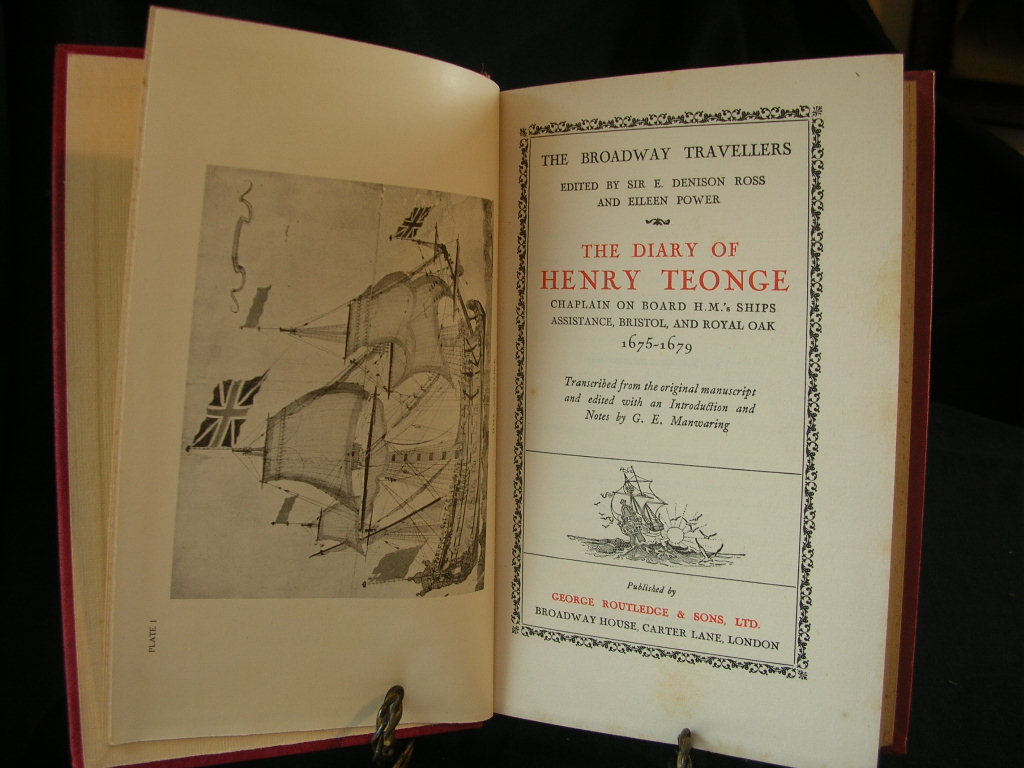 PLATE 1
THE BROADWAY TRAVELLERS
EDITED BY SIR E. DENISON ROSS
AND EILEEN POWER
THE DIARY OF
HENRY TEONGE
CHAPLAIN ON BOARD H.M.'s SHIPS
ASSISTANCE, BRISTOL, AND ROYAL OAK
1675-1679
Transcribed from the original manuscript
and edited with an Introduction and
Notes by G. E. Manwaring
Published by
GEORGE ROUTLEDGE & SONS, LTD.
BROADWAY HOUSE, CARTER LANE, LONDON